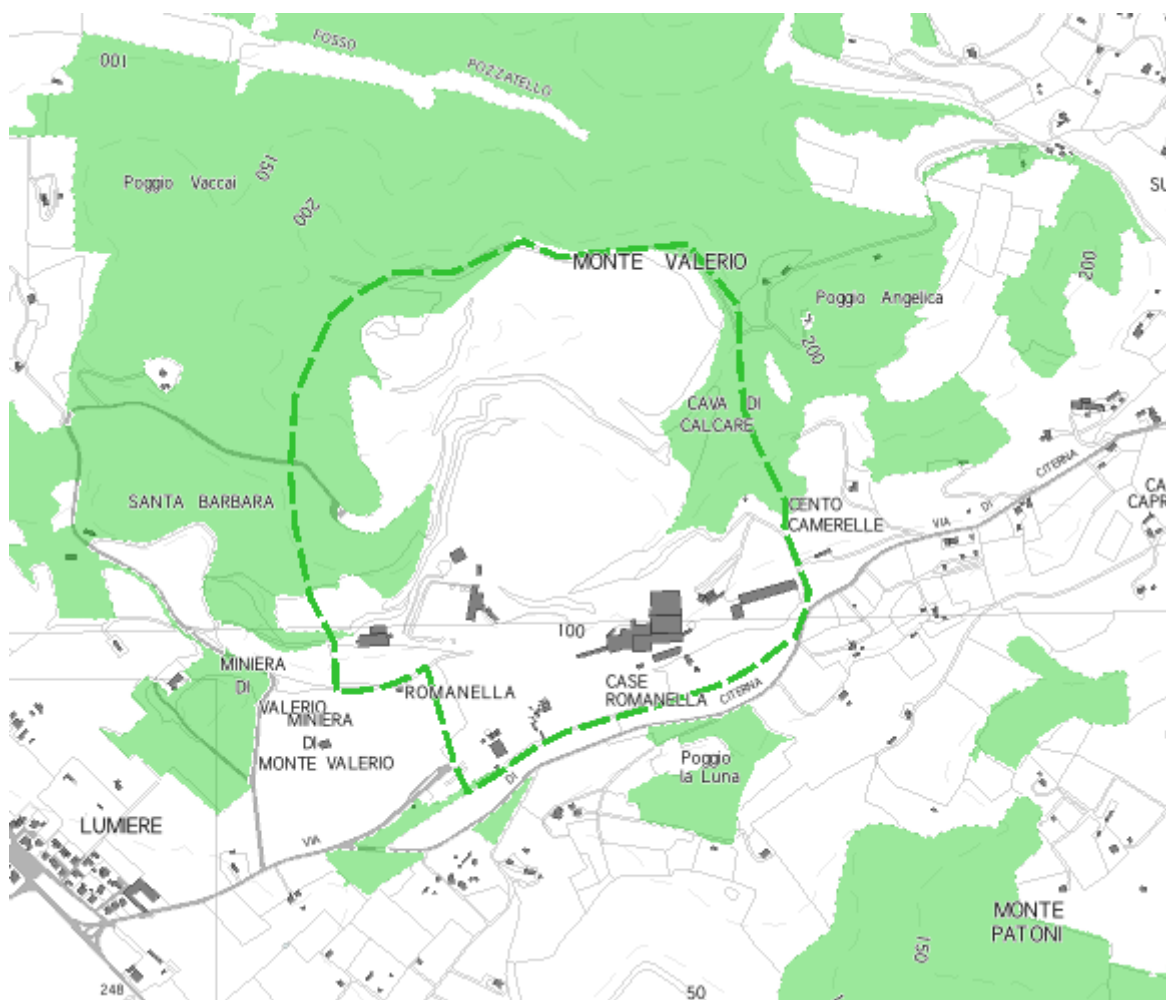 FOSSO
POZZATELLO
001
Poggio Vaccai
150
200
SU
MONTE VALERIO
200
Poggio Angelica
200
CAVA DI
CALCARE
SANTA BARBARA
CENTO
CAMERELLE
VIA DI CITERNA
CA
CAPR
100
MINIERA
DI
VALERIO
ROMANELLA
CASE
ROMANELLA
MINIERA
DI
MONTE VALERIO
VIA DI CITERNA
Poggio
la Luna
LUMIERE
MONTE
PATONI
150
248
50